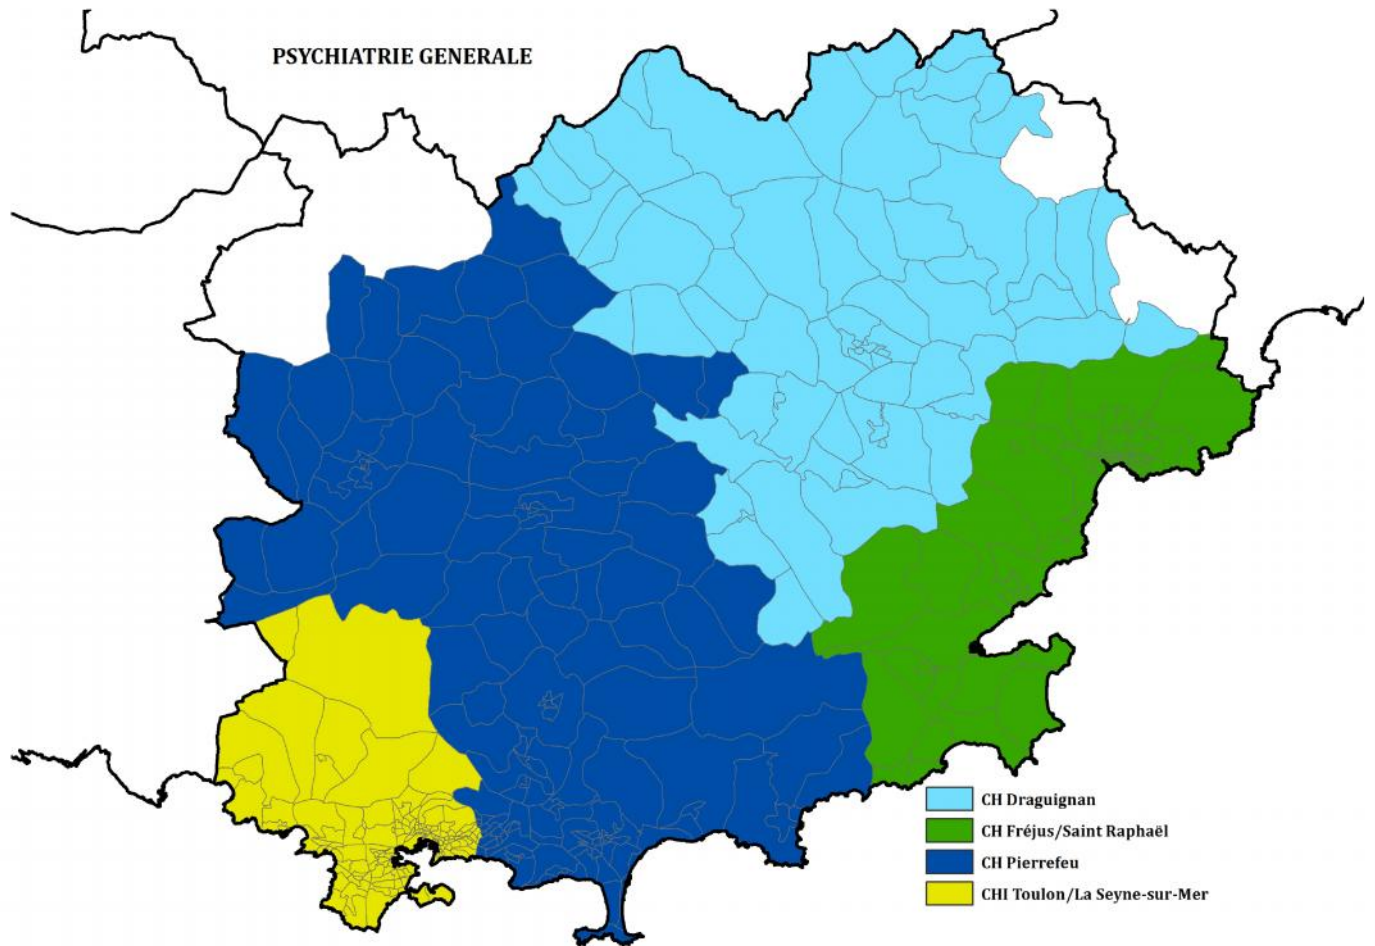 PSYCHIATRIE GENERALE
CH Draguignan
CH Fréjus/Saint Raphaël
CH Pierrefeu
CHI Toulon/La Seyne-sur-Mer